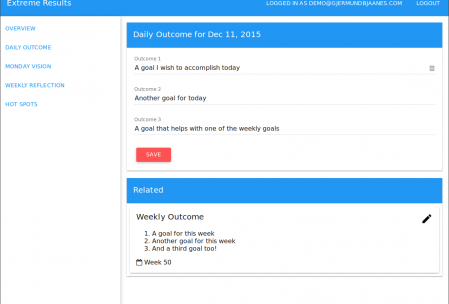 Extreme Results
LOGGED IN AS DEMO@GJERMUNDBJAANES.COM
LOGOUT
OVERVIEW
DAILY OUTCOME
MONDAY VISION
WEEKLY REFLECTION
HOT SPOTS
Daily Outcome for Dec 11, 2015
Outcome 1
A goal I wish to accomplish today
Outcome 2
Another goal for today
Outcome 3
A goal that helps with one of the weekly goals
SAVE
Related
Weekly Outcome
1. A goal for this week
2. Another goal for this week
3. And a third goal too!
Week 50